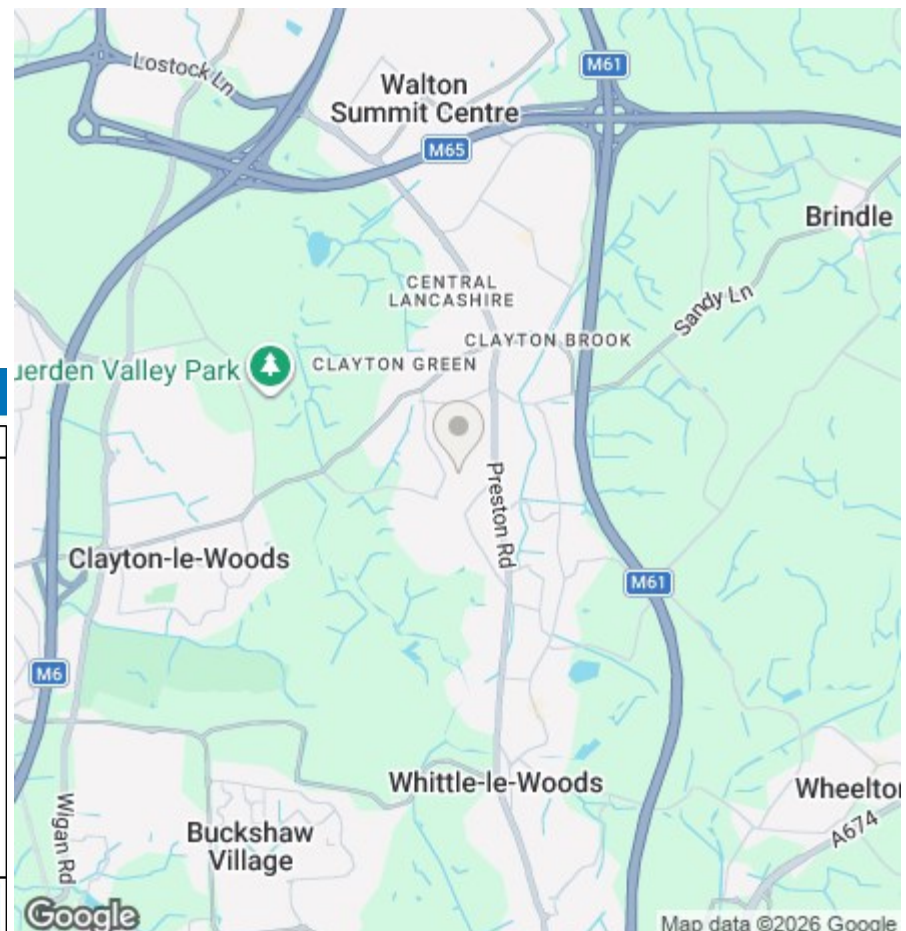 M61
Lostock Ln
Walton
Summit Centre
M65
Brindle
CENTRAL
LANCASHIRE
Sandy Ln
CLAYTON BROOK
uerden Valley Park
CLAYTON GREEN
Preston Rd
Clayton-le-Woods
M61
M6
Whittle-le-Woods
Wheelton
A674
Wigan Rd
Buckshaw
Village
Google
Map data ©2026 Google